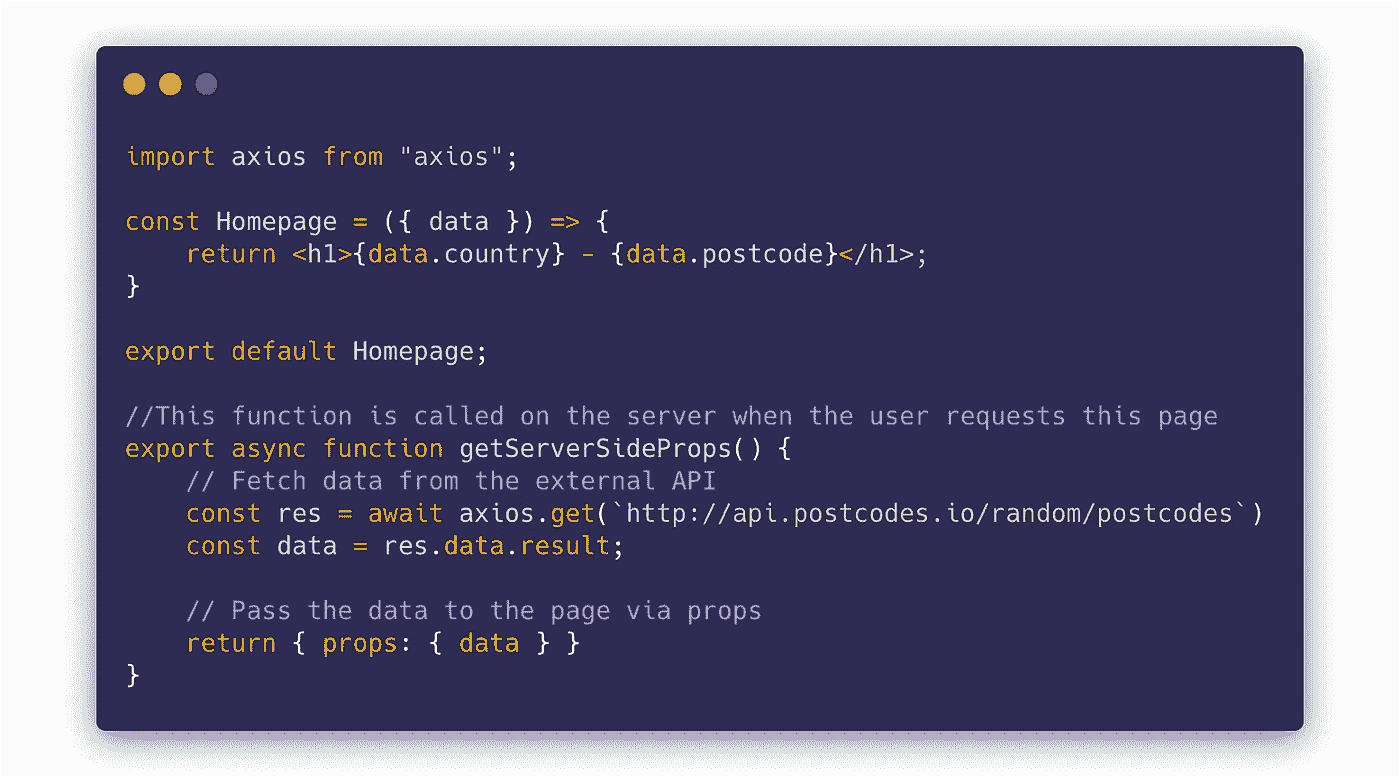 import axios from "axios";
const Homepage = ({ data }) => {
    return <h1>{data.country} - {data.postcode}</h1>;
}
export default Homepage;
//This function is called on the server when the user requests this page
export async function getServerSideProps() {
    // Fetch data from the external API
    const res = await axios.get(`http://api.postcodes.io/random/postcodes`)
    const data = res.data.result;
    // Pass the data to the page via props
    return { props: { data } }
}